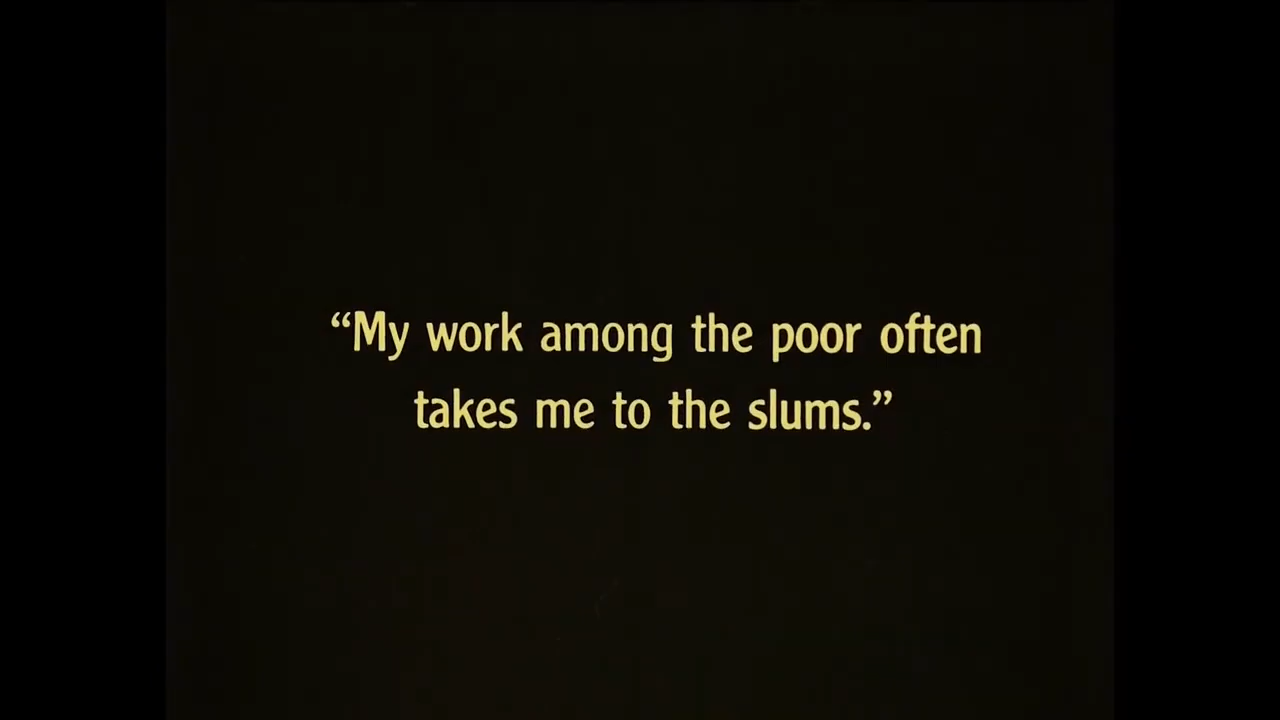 “My work among the poor often
takes me to the slums.”